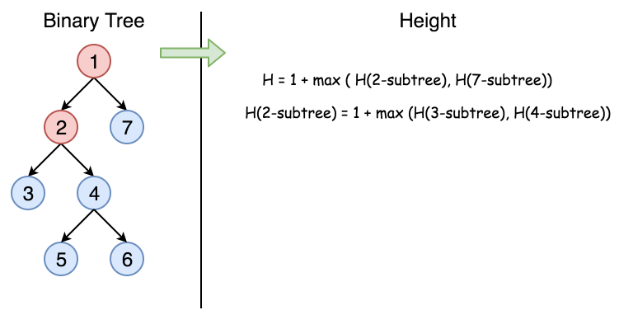 Binary Tree
Height
1
2
7
3
4
5
6
H = 1 + max ( H(2-subtree), H(7-subtree))
H(2-subtree) = 1 + max (H(3-subtree), H(4-subtree))